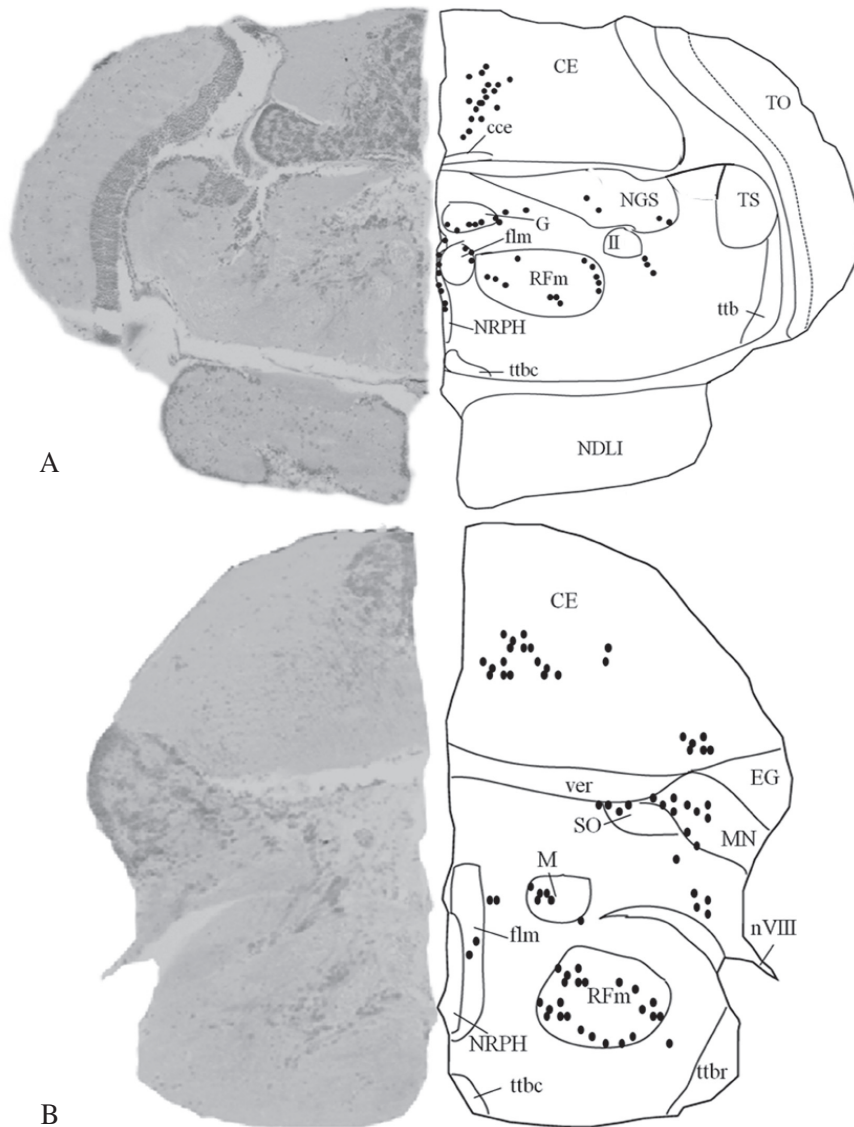 CE
TO
cce
NGS
TS
G
flm
II
RFm
ttb
NRPH
ttbc
A
NDLI
CE
EG
ver
SO
MN
M
nVIII
flm
RFm
NRPH
ttbr
ttbc
B